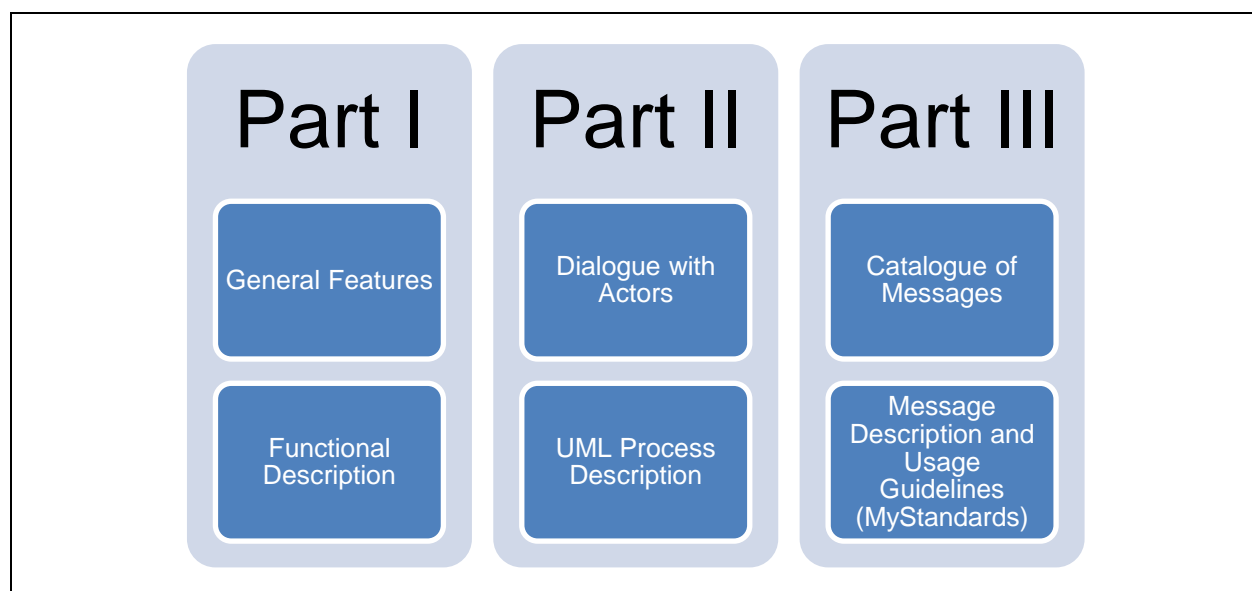 Part I
General Features
Functional
Description
Part II
Dialogue with
Actors
UML Process
Description
Part III
Catalogue of
Messages
Message
Description and
Usage
Guidelines
(MyStandards)